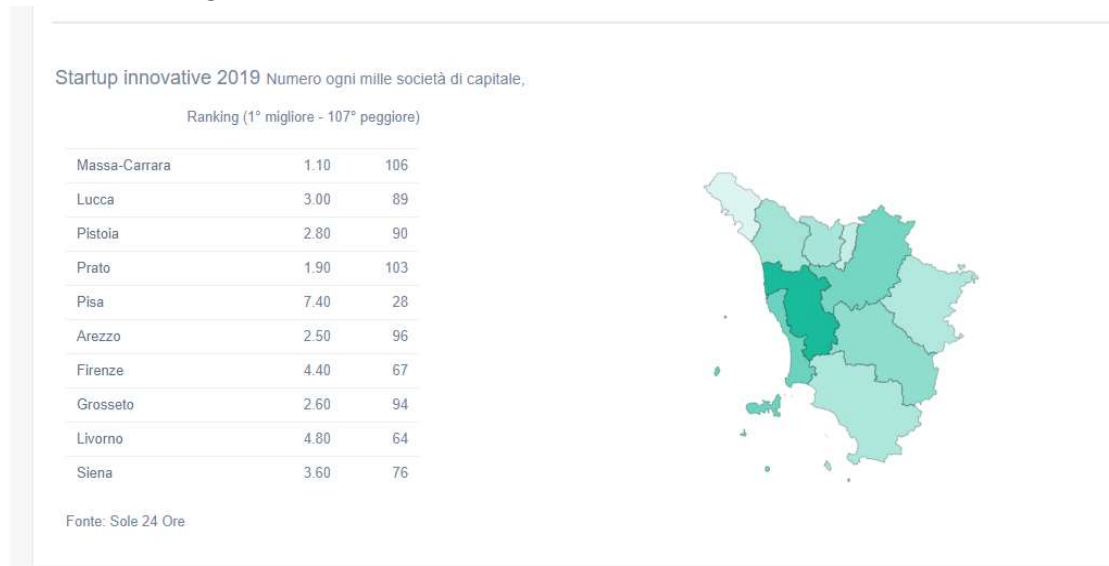 Startup innovative 2019 Numero ogni mille società di capitale,
Ranking (1° migliore - 107° peggiore)
Massa-Carrara 1.10 106
Lucca 3.00 89
Pistoia 2.80 90
Prato 1.90 103
Pisa 7.40 28
Arezzo 2.50 96
Firenze 4.40 67
Grosseto 2.60 94
Livorno 4.80 64
Siena 3.60 76
Fonte: Sole 24 Ore